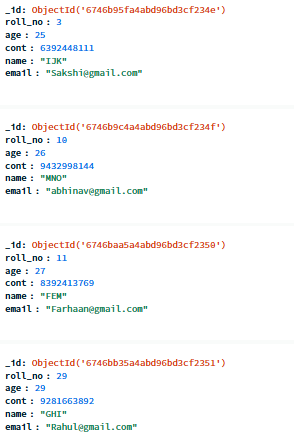 _id: ObjectId('6746b95fa4abd96bd3cf234e')
roll_no : 3
age : 25
cont : 6392448111
name : "IJK"
email : "Sakshi@gmail.com"
_id: ObjectId('6746b9c4a4abd96bd3cf234f')
roll_no : 10
age : 26
cont : 9432998144
name : "MNO"
email : "abhinav@gmail.com"
_id: ObjectId('6746baa5a4abd96bd3cf2350')
roll_no : 11
age : 27
cont : 8392413769
name : "FEM"
email : "Farhaan@gmail.com"
_id: ObjectId('6746bb35a4abd96bd3cf2351')
roll_no : 29
age : 29
cont : 9281663892
name : "GHI"
email : "Rahul@gmail.com"